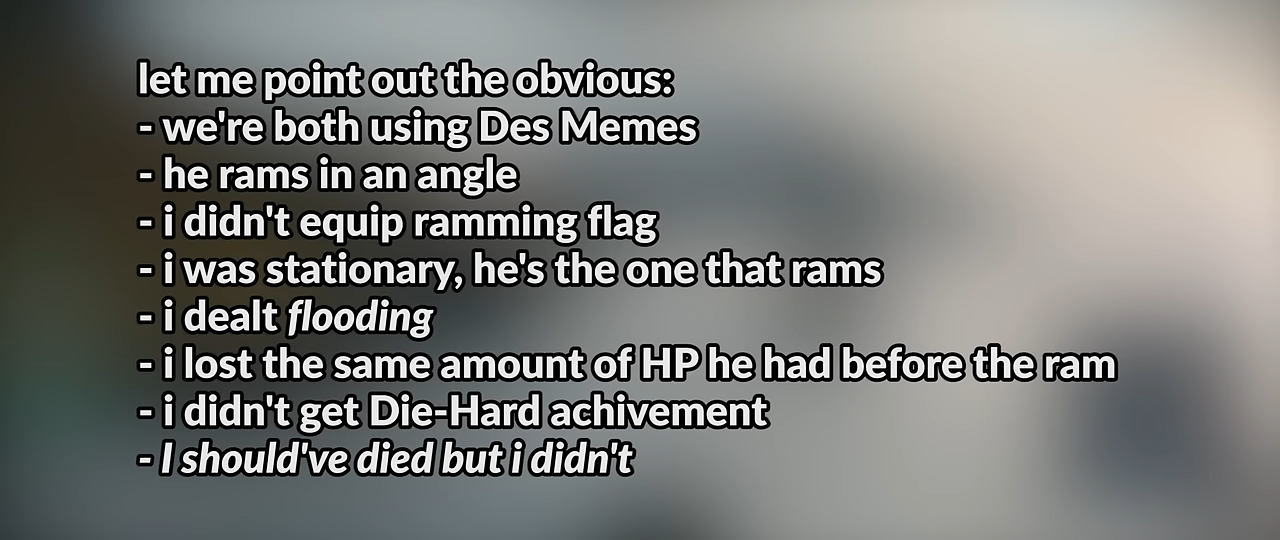 let me point out the obvious:
- we're both using Des Memes
- he rams in an angle
- i didn't equip ramming flag
- i was stationary, he's the one that rams
- i dealt flooding
- i lost the same amount of HP he had before the ram
- i didn't get Die-Hard achivement
- I should've died but i didn't